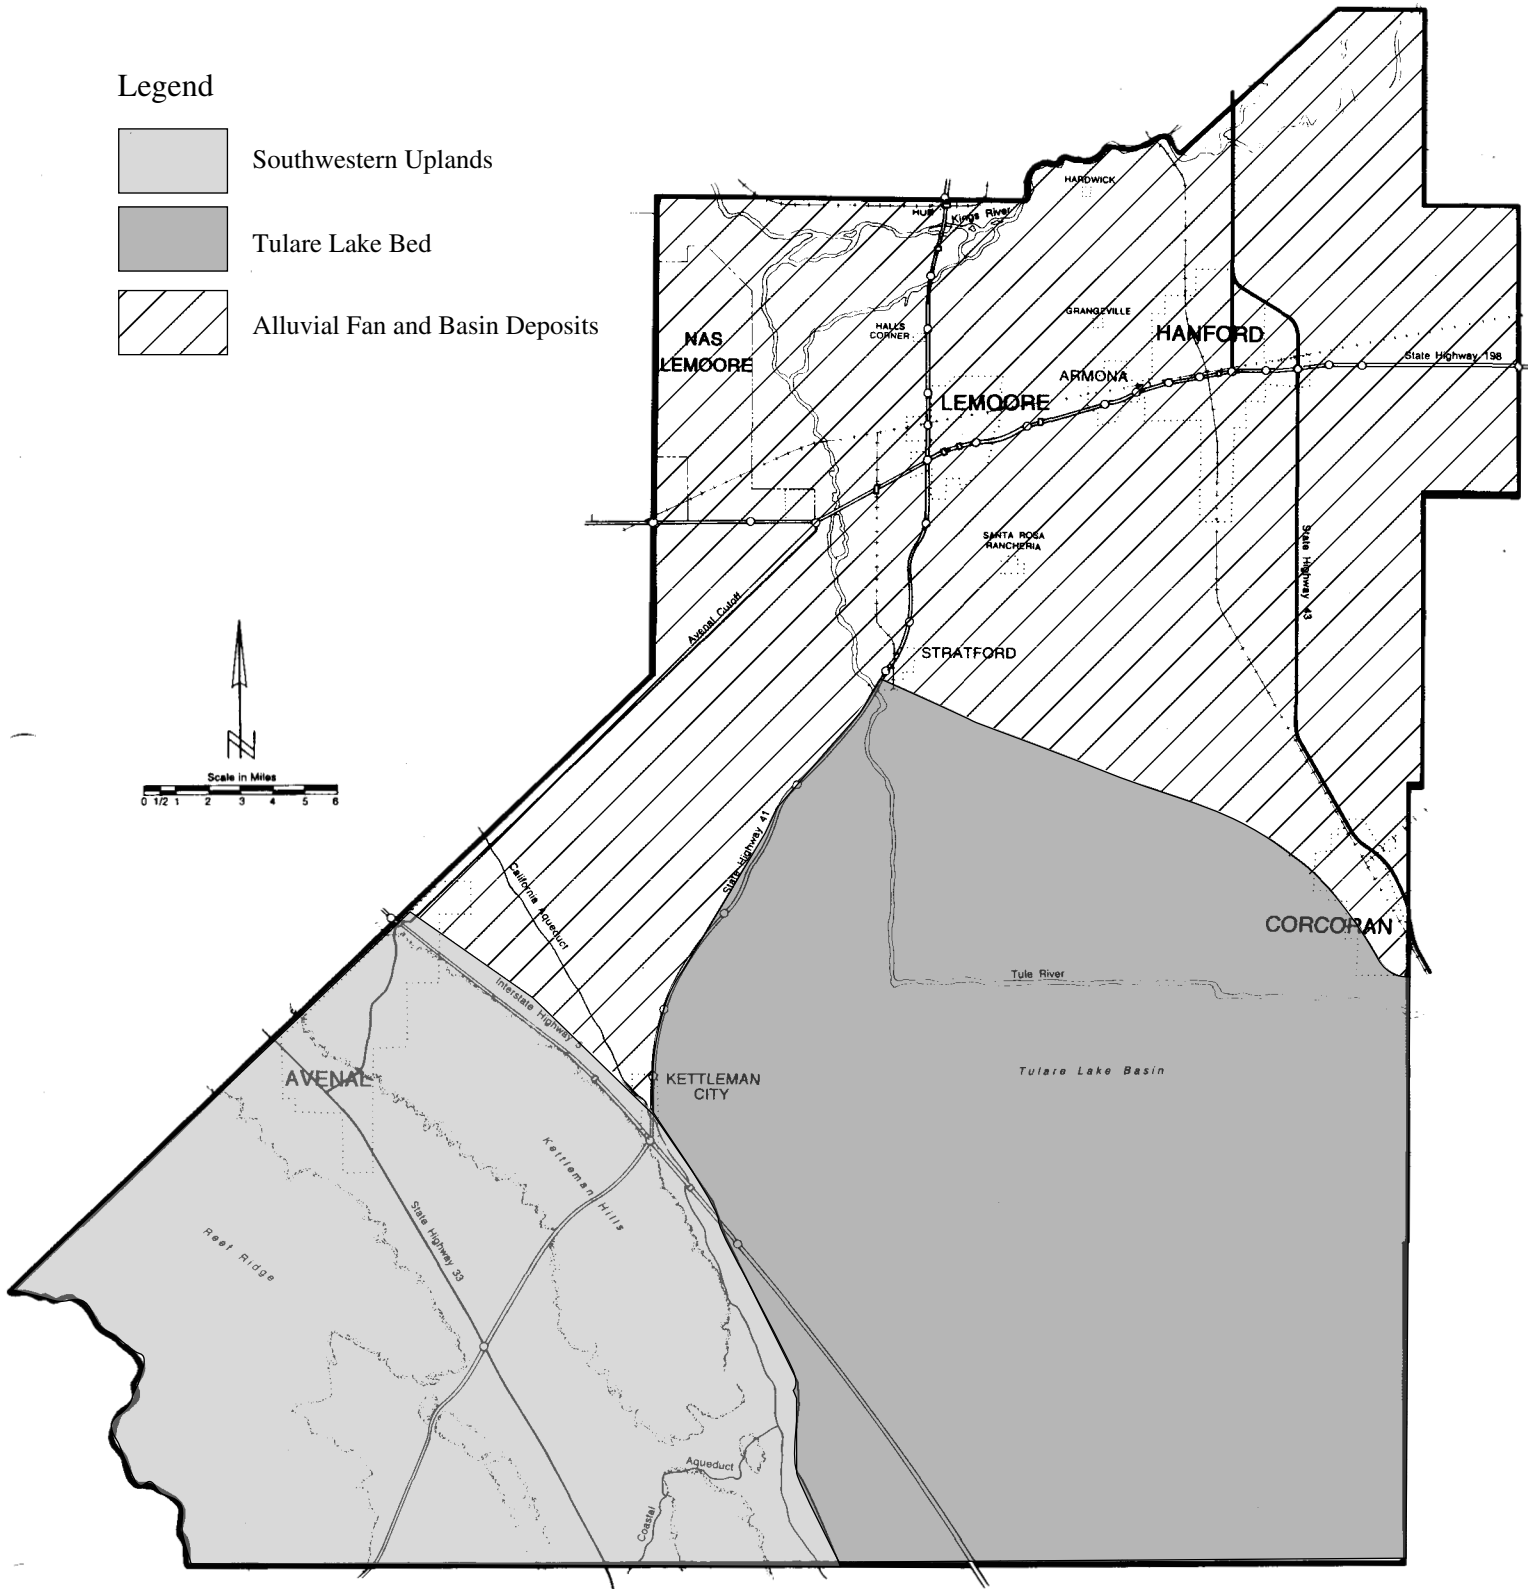 Legend
Southwestern Uplands
Tulare Lake Bed
Alluvial Fan and Basin Deposits
HARDWICK
HUB
Kings River
GRANGEVILLE
HALLS
CORNER
HANFORD
NAS
LEMOORE
State Highway 198
ARMONA
LEMOORE
SANTA ROSA
RANCHERIA
State Highway 43
Avenal Cutoff
STRATFORD
N
Scale in Miles
0 1/2 1 2 3 4 5 6
State Highway 41
California Aqueduct
CORCORAN
Tule River
Interstate Highway 5
Tulare Lake Basin
AVENAL
KETTLEMAN
CITY
Kettleman Hills
State Highway 33
Reef Ridge
Aqueduct
Coastal